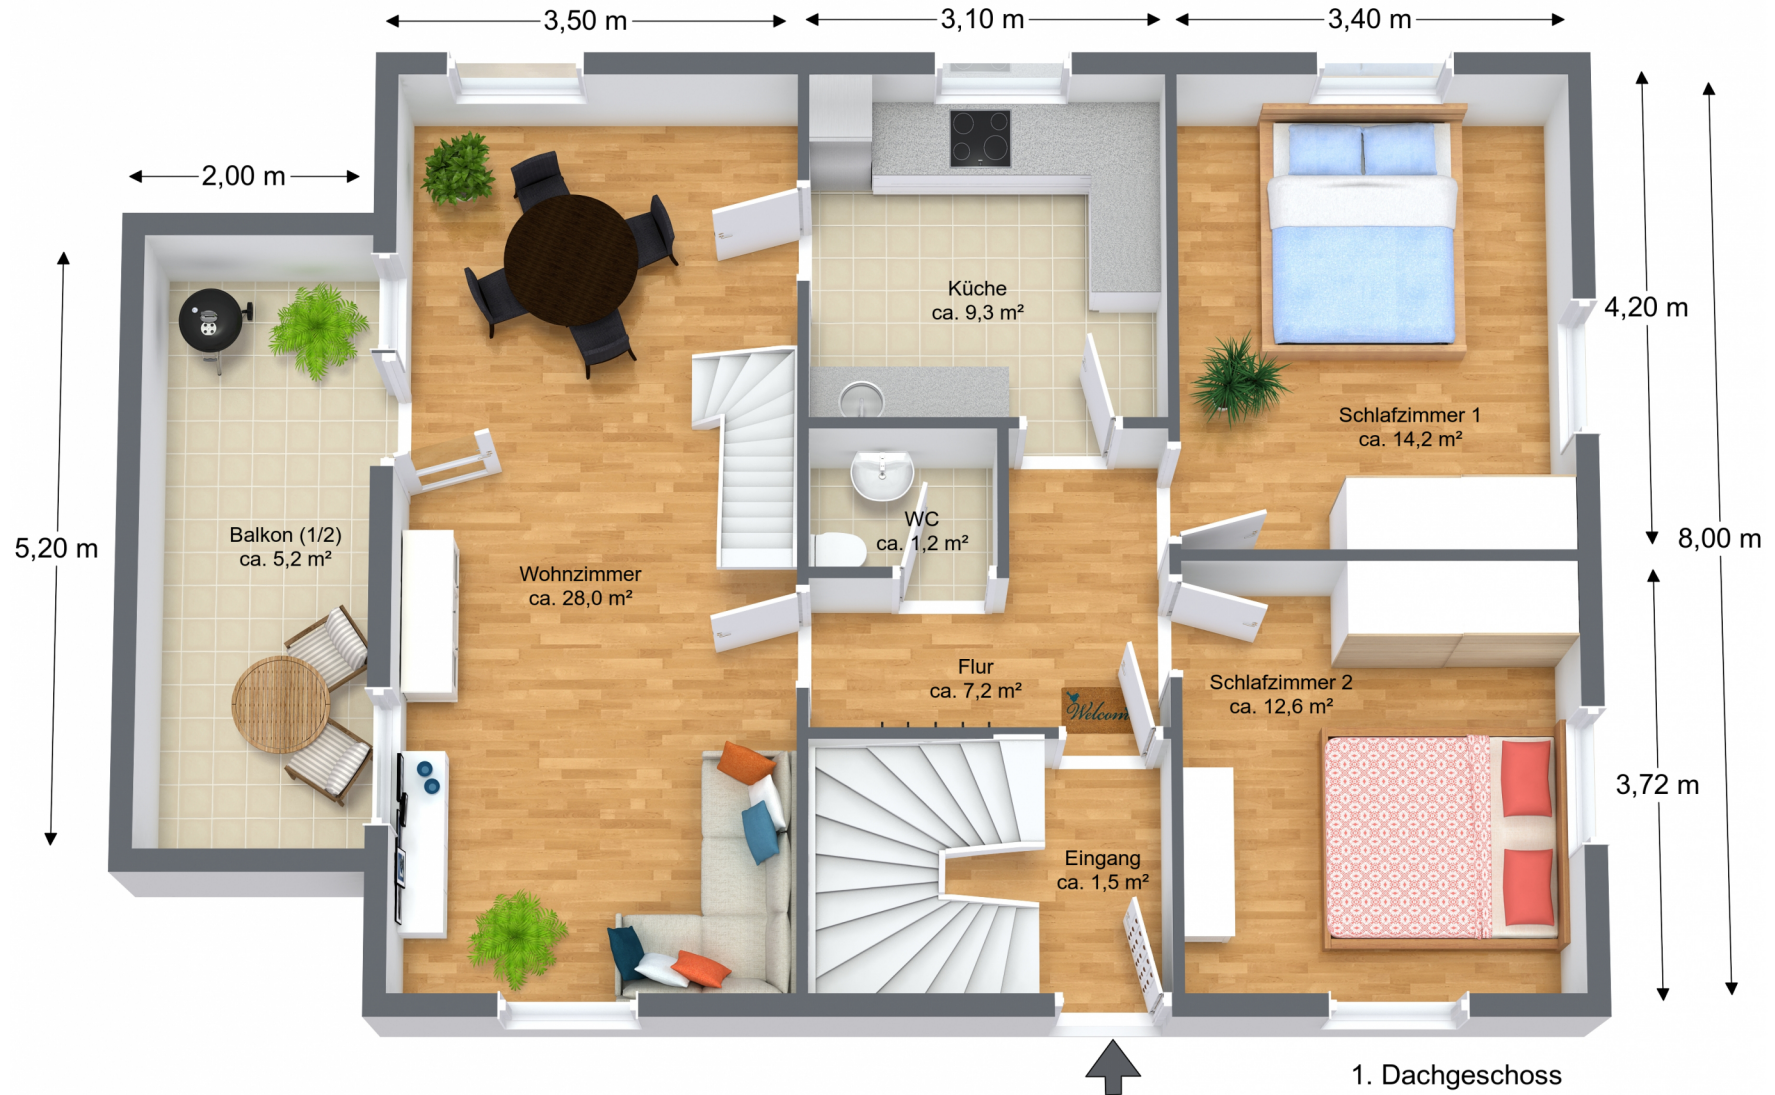 3,50 m
3,10 m
3,40 m
2,00 m
Küche
ca. 9,3 m²
4,20 m
Schlafzimmer 1
ca. 14,2 m²
5,20 m
Balkon (1/2)
ca. 5,2 m²
WC
ca. 1,2 m²
8,00 m
Wohnzimmer
ca. 28,0 m²
Flur
ca. 7,2 m²
Welcom
Schlafzimmer 2
ca. 12,6 m²
3,72 m
Eingang
ca. 1,5 m²
1. Dachgeschoss